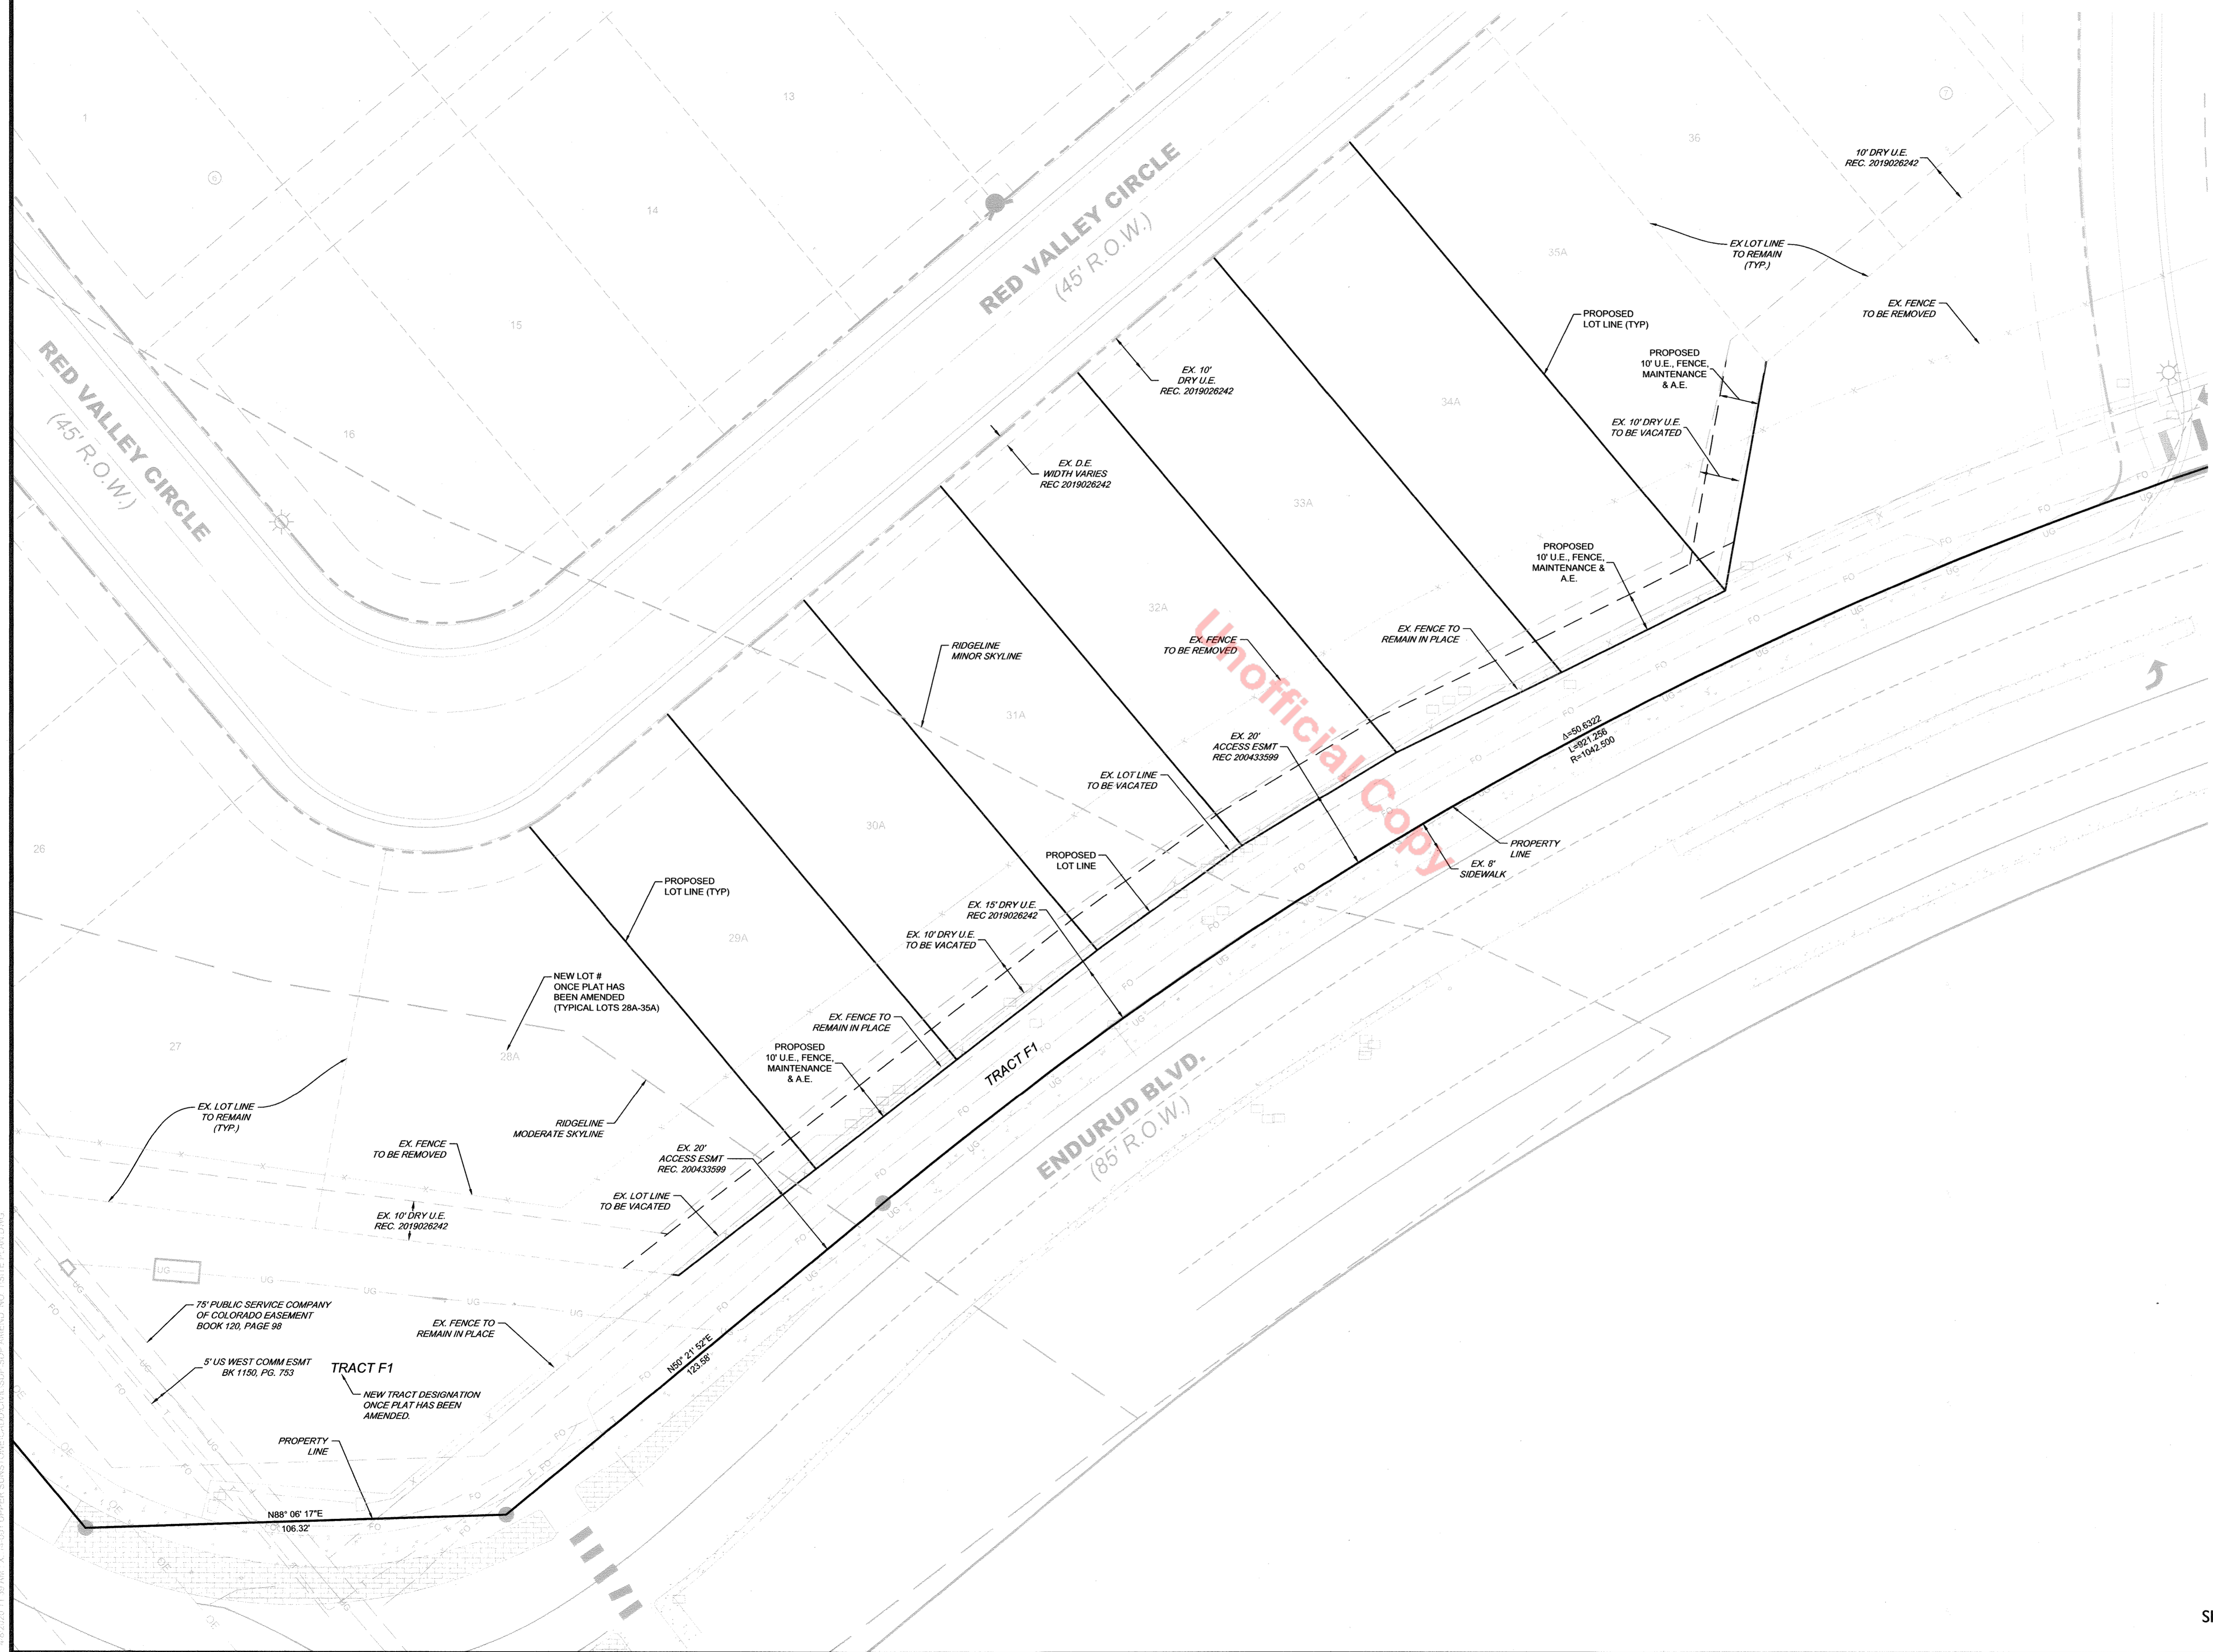 1
13
14
15
16
6
7
36
10' DRY U.E.
REC. 2019026242
EX LOT LINE
TO REMAIN
(TYP.)
35A
EX. FENCE
TO BE REMOVED
RED VALLEY CIRCLE
(45' R.O.W.)
RED VALLEY CIRCLE
(45' R.O.W.)
PROPOSED
LOT LINE (TYP)
PROPOSED
10' U.E., FENCE,
MAINTENANCE
& A.E.
EX. 10' DRY U.E.
TO BE VACATED
EX. 10'
DRY U.E.
REC. 2019026242
34A
EX. D.E.
WIDTH VARIES
REC 2019026242
33A
PROPOSED
10' U.E., FENCE,
MAINTENANCE &
A.E.
32A
EX. FENCE
TO BE REMOVED
EX. FENCE TO
REMAIN IN PLACE
RIDGELINE
MINOR SKYLINE
31A
Unofficial Copy
EX. 20'
ACCESS ESMT
REC 200433599
Δ=50.6322
L=921.256
R=1042.500
EX. LOT LINE
TO BE VACATED
30A
26
PROPERTY
LINE
EX. 8'
SIDEWALK
PROPOSED
LOT LINE
PROPOSED
LOT LINE (TYP)
EX. 15' DRY U.E.
REC 2019026242
29A
EX. 10' DRY U.E.
TO BE VACATED
NEW LOT #
ONCE PLAT HAS
BEEN AMENDED
(TYPICAL LOTS 28A-35A)
EX. FENCE TO
REMAIN IN PLACE
27
28A
PROPOSED
10' U.E., FENCE,
MAINTENANCE
& A.E.
TRACT F1
ENDURUD BLVD.
(85' R.O.W.)
EX. LOT LINE
TO REMAIN
(TYP.)
RIDGELINE
MODERATE SKYLINE
EX. FENCE
TO BE REMOVED
EX. 20'
ACCESS ESMT
REC. 200433599
EX. LOT LINE
TO BE VACATED
EX. 10' DRY U.E.
REC. 2019026242
75' PUBLIC SERVICE COMPANY
OF COLORADO EASEMENT
BOOK 120, PAGE 98
EX. FENCE TO
REMAIN IN PLACE
5' US WEST COMM ESMT
BK 1150, PG. 753
TRACT F1
NEW TRACT DESIGNATION
ONCE PLAT HAS BEEN
AMENDED.
N50° 21' 52"E
123.58'
PROPERTY
LINE
N88° 06' 17"E
106.32'